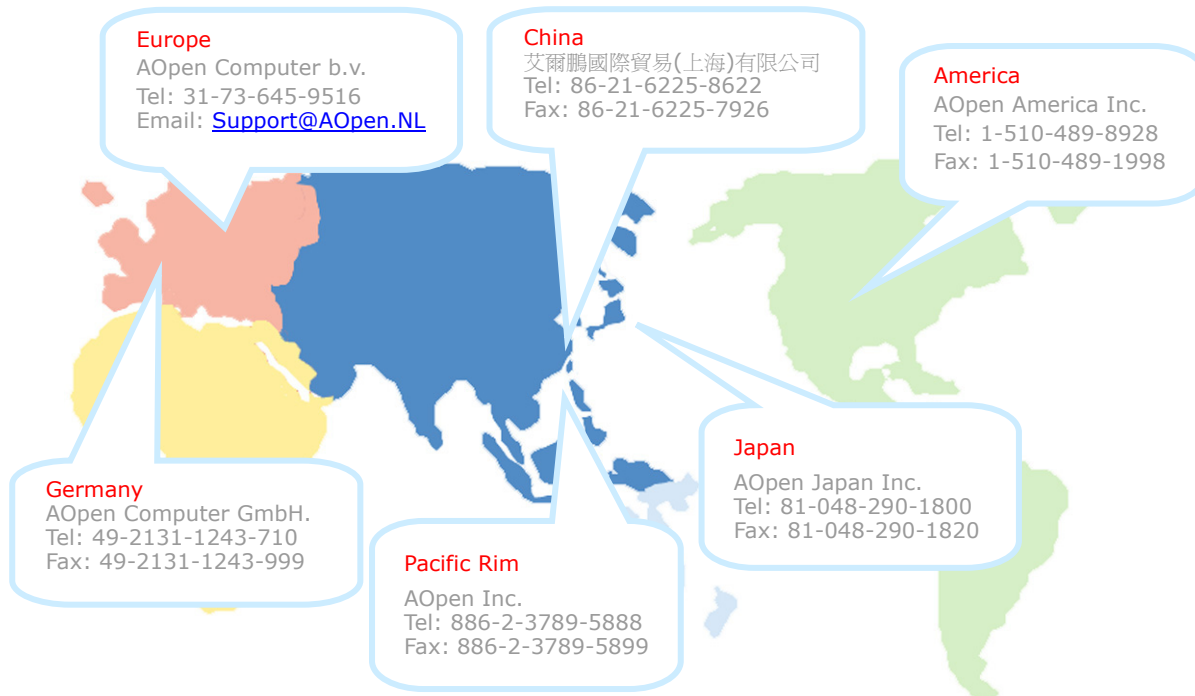 Europe
AOpen Computer b.v.
Tel: 31-73-645-9516
Email: Support@AOpen.NL
China
艾爾鵬國際貿易(上海)有限公司
Tel: 86-21-6225-8622
Fax: 86-21-6225-7926
America
AOpen America Inc.
Tel: 1-510-489-8928
Fax: 1-510-489-1998
Germany
AOpen Computer GmbH.
Tel: 49-2131-1243-710
Fax: 49-2131-1243-999
Pacific Rim
AOpen Inc.
Tel: 886-2-3789-5888
Fax: 886-2-3789-5899
Japan
AOpen Japan Inc.
Tel: 81-048-290-1800
Fax: 81-048-290-1820